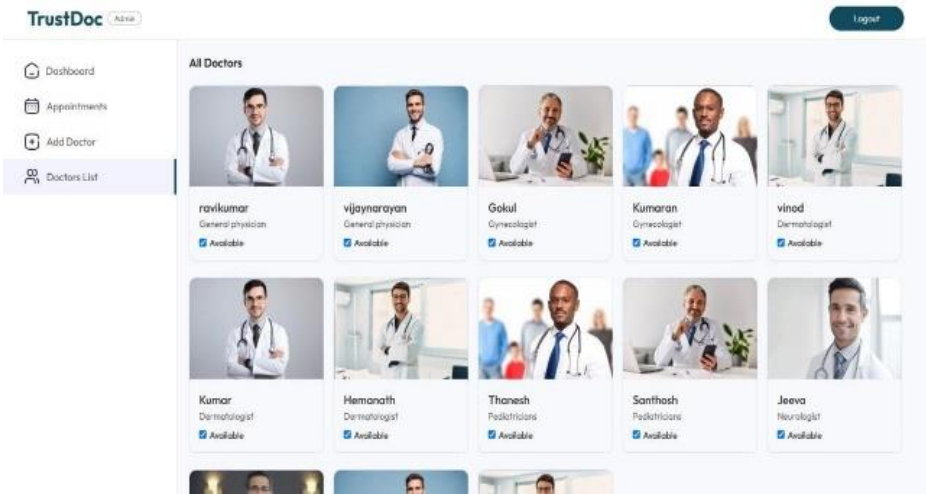 TrustDoc Admin
Logout
Dashboard
Appointments
Add Doctor
Doctors List
All Doctors
ravikumar
General physician
Available
vijaynarayan
General physician
Available
Gokul
Gynecologist
Available
Kumaran
Gynecologist
Available
vinod
Dermatologist
Available
Kumar
Dermatologist
Available
Hemanath
Dermatologist
Available
Thanesh
Pediatricians
Available
Santhosh
Pediatricians
Available
Jeeva
Neurologist
Available